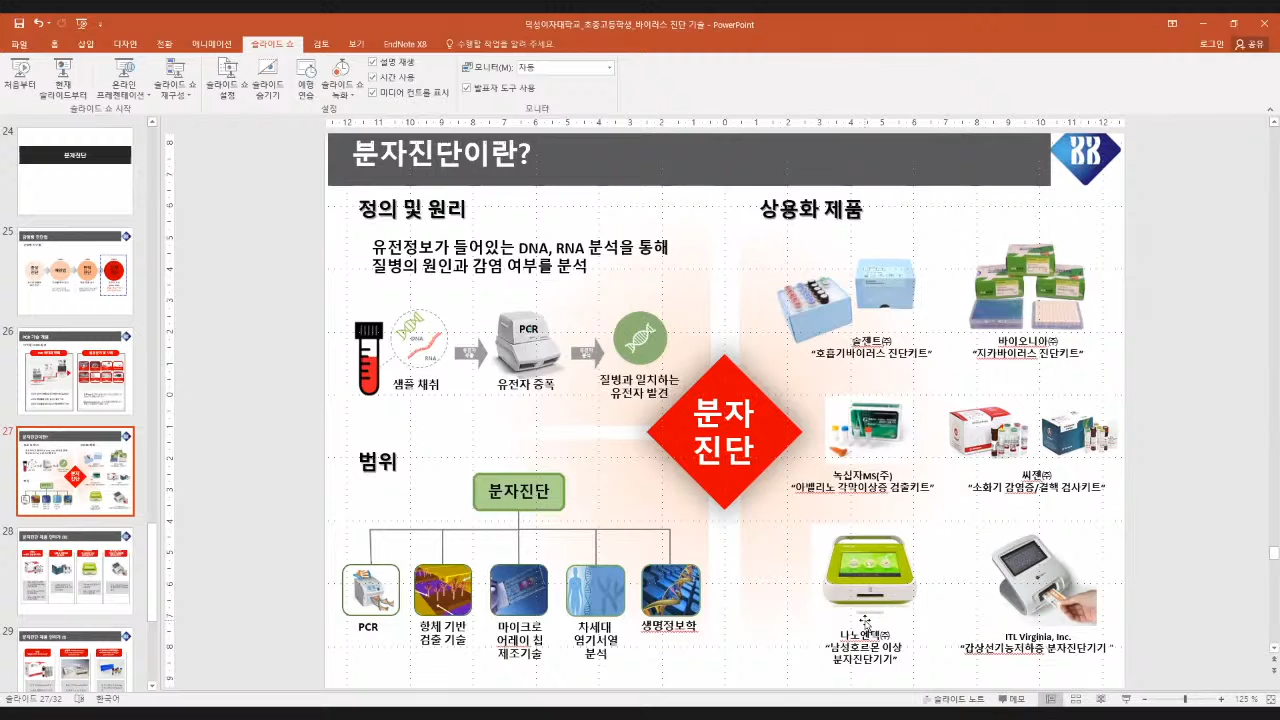 덕성여자대학교_초중고등학생_바이러스 진단 기술 - PowerPoint
파일 홈 삽입 디자인 전환 애니메이션 슬라이드 쇼 검토 보기 EndNote X8 수행할 작업을 알려 주세요. 로그인 공유
처음부터 현재 슬라이드부터 온라인 프레젠테이션 슬라이드 쇼 재구성
슬라이드 쇼 설정 슬라이드 숨기기 예행 연습 슬라이드 쇼 녹화
설명 재생
시간 사용
미디어 컨트롤 표시
모니터(M): 자동
발표자 도구 사용
슬라이드 쇼 시작 설정 모니터
24
분자진단
25
26
27
28
29
분자진단이란?
정의 및 원리
유전정보가 들어있는 DNA, RNA 분석을 통해
질병의 원인과 감염 여부를 분석
DNA
RNA
샘플 채취
PCR
유전자 증폭
질병과 일치하는
유전자 발견
범위
분자진단
PCR
항체 기반
검출 기술
마이크로
어레이 칩
제조기술
차세대
염기서열
분석
생명정보학
분자
진단
상용화 제품
솔젠트㈜
“호흡기바이러스 진단키트”
바이오니아㈜
“지카바이러스 진단키트”
녹십자MS(주)
“아벨리노 각막이상증 검출키트”
씨젠㈜
“소화기 감염증/결핵 검사키트”
나노엔텍㈜
“남성호르몬 이상
분자진단기기”
ITL Virginia, Inc.
“갑상선기능저하증 분자진단기기 ”
슬라이드 27/32 한국어 슬라이드 노트 메모 125 %